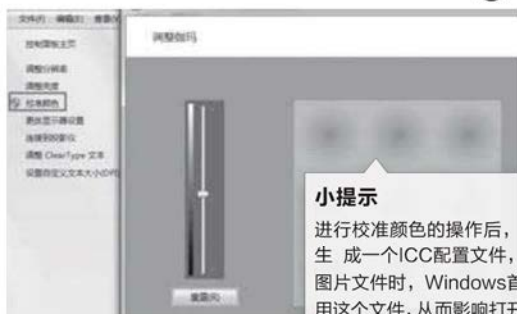 文件(F) 编辑(E) 查看(V)
控制面板主页
调整分辨率
调整亮度
校准颜色
更改显示器设置
连接到投影仪
调整 ClearType 文本
设置自定义文本大小(DPI)
调整伽玛
重置(R)
小提示
进行校准颜色的操作后，
生 成一个ICC配置文件，
图片文件时，Windows首
用这个文件，从而影响打开